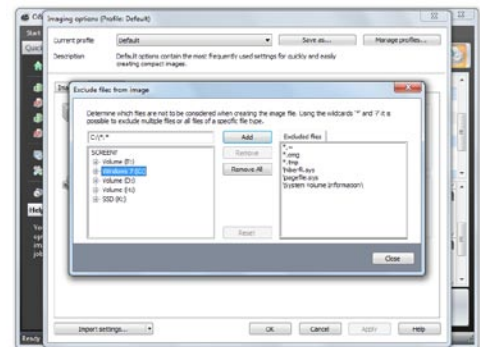 Imaging options (Profile: Default)
Current profile
Default
Save as...
Manage profiles...
Description
Default options contain the most frequently used settings for quickly and easily
creating compact images.
Exclude files from image
Determine which files are not to be considered when creating the image file. Using the wildcards '*' and '?' it is
possible to exclude multiple files or all files of a specific file type.
C:\*.*
Add
Excluded files
Remove
Remove All
Reset
Volume (F:)
Windows 7 (C:)
Volume (D:)
SSD (K:)
*.~
*.tmp
\hiberfil.sys
\pagefile.sys
\System Volume Information\
Close
Import settings...
OK
Cancel
Apply
Help
Ready